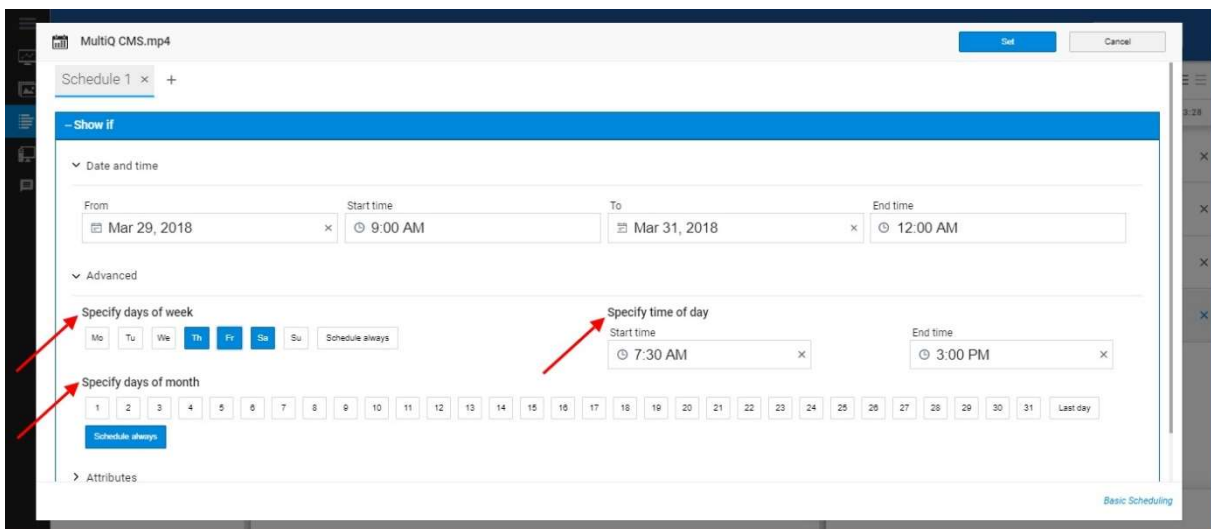 MultiQ CMS.mp4 Set Cancel
Schedule 1 × +
3:28
– Show if
Date and time
From Start time To End time
Mar 29, 2018 × 9:00 AM Mar 31, 2018 × 12:00 AM
Advanced
Specify days of week Specify time of day
Start time End time
Mo Tu We Th Fr Sa Su Schedule always
7:30 AM × 3:00 PM ×
Specify days of month
1 2 3 4 5 6 7 8 9 10 11 12 13 14 15 16 17 18 19 20 21 22 23 24 25 26 27 28 29 30 31 Last day
Schedule always
Attributes
Basic Scheduling